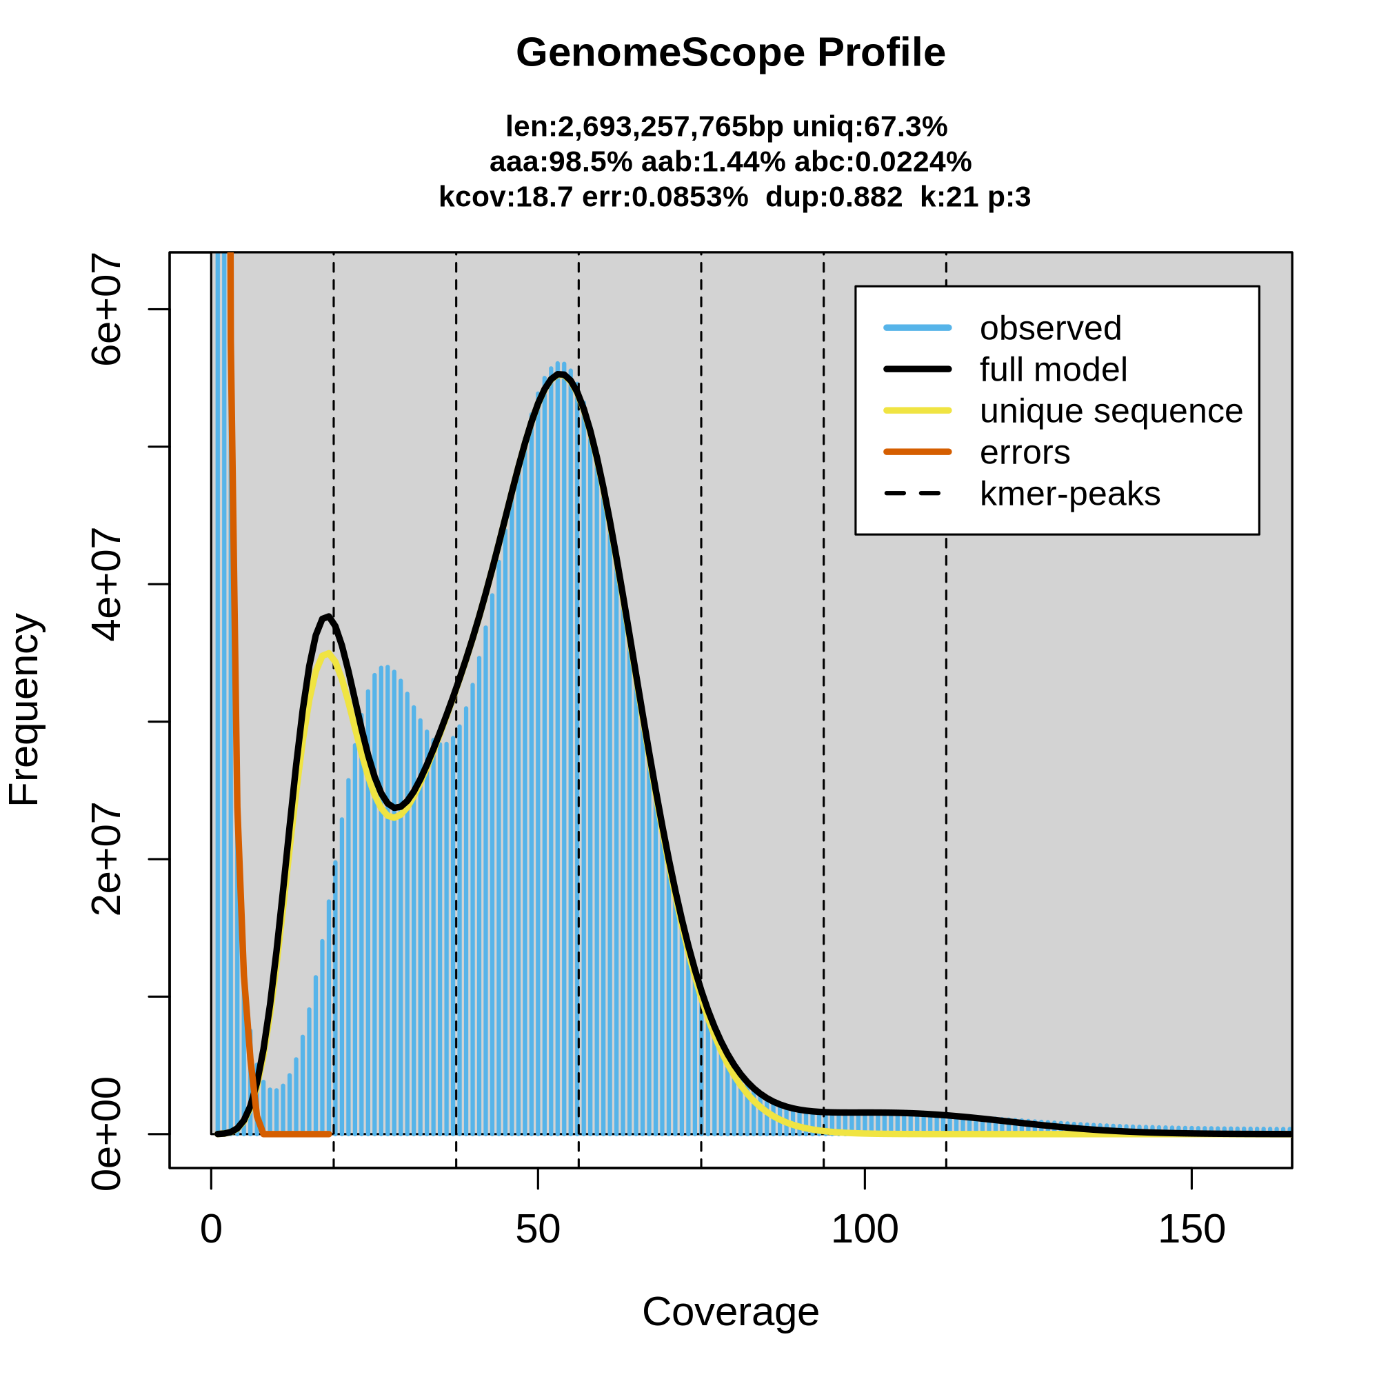 GenomeScope Profile
len:2,693,257,765bp uniq:67.3%
aaa:98.5% aab:1.44% abc:0.0224%
kcov:18.7 err:0.0853%  dup:0.882  k:21 p:3
observed
full model
unique sequence
errors
kmer-peaks
6e+07
4e+07
2e+07
0e+00
Frequency
0 50 100 150
Coverage